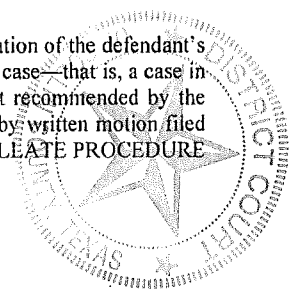 ation of the defendant's
case—that is, a case in
t recommended by the
by written motion filed
LLATE PROCEDURE
DISTRICT COURT
TEXAS